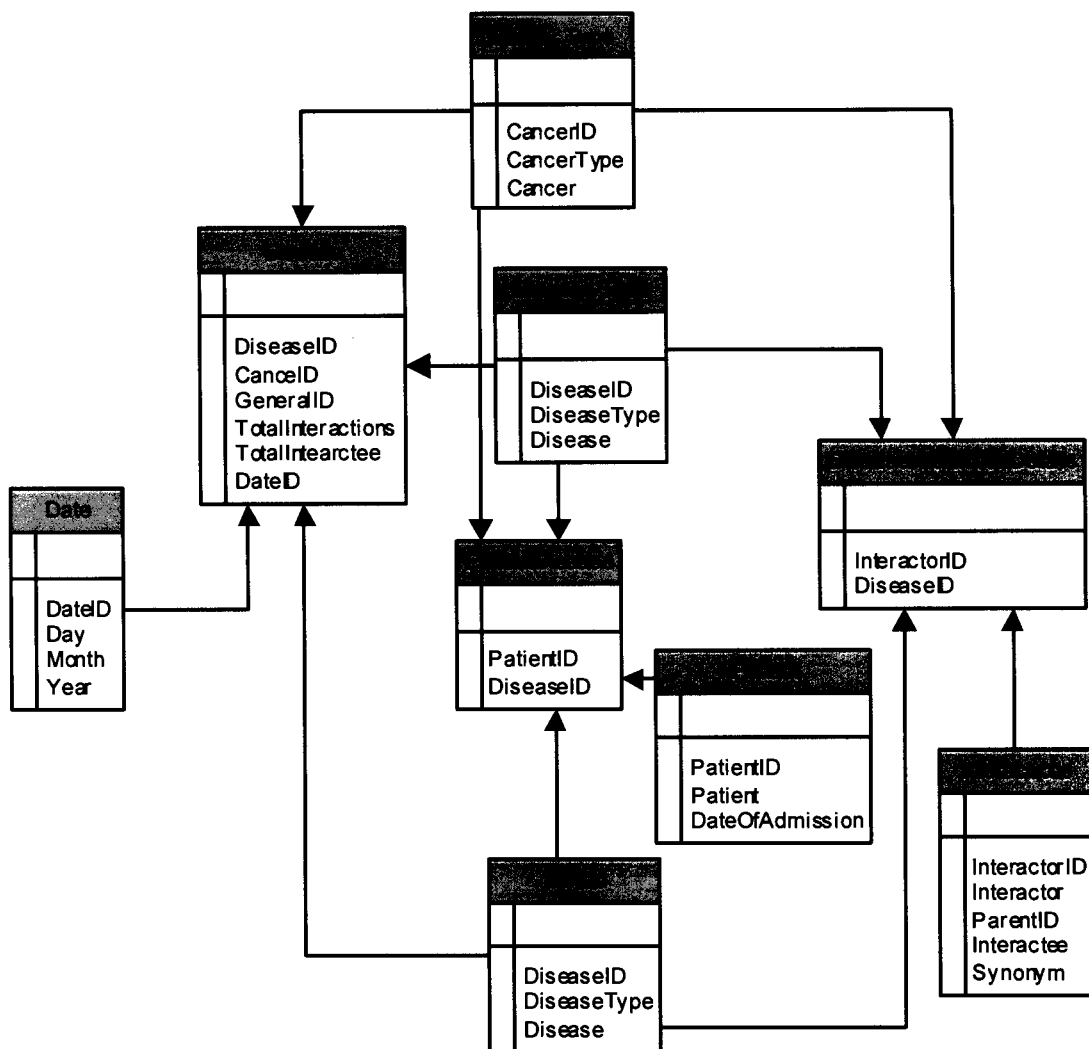 CancerID
CancerType
Cancer
DiseaseID
CancelD
GeneralID
TotalInteractions
TotalIntearctee
DateID
DiseaseID
DiseaseType
Disease
Date
DateID
Day
Month
Year
InteractorID
DiseaseID
PatientID
DiseaseID
PatientID
Patient
DateOfAdmission
InteractorID
Interactor
ParentID
Interactee
Synonym
DiseaseID
DiseaseType
Disease